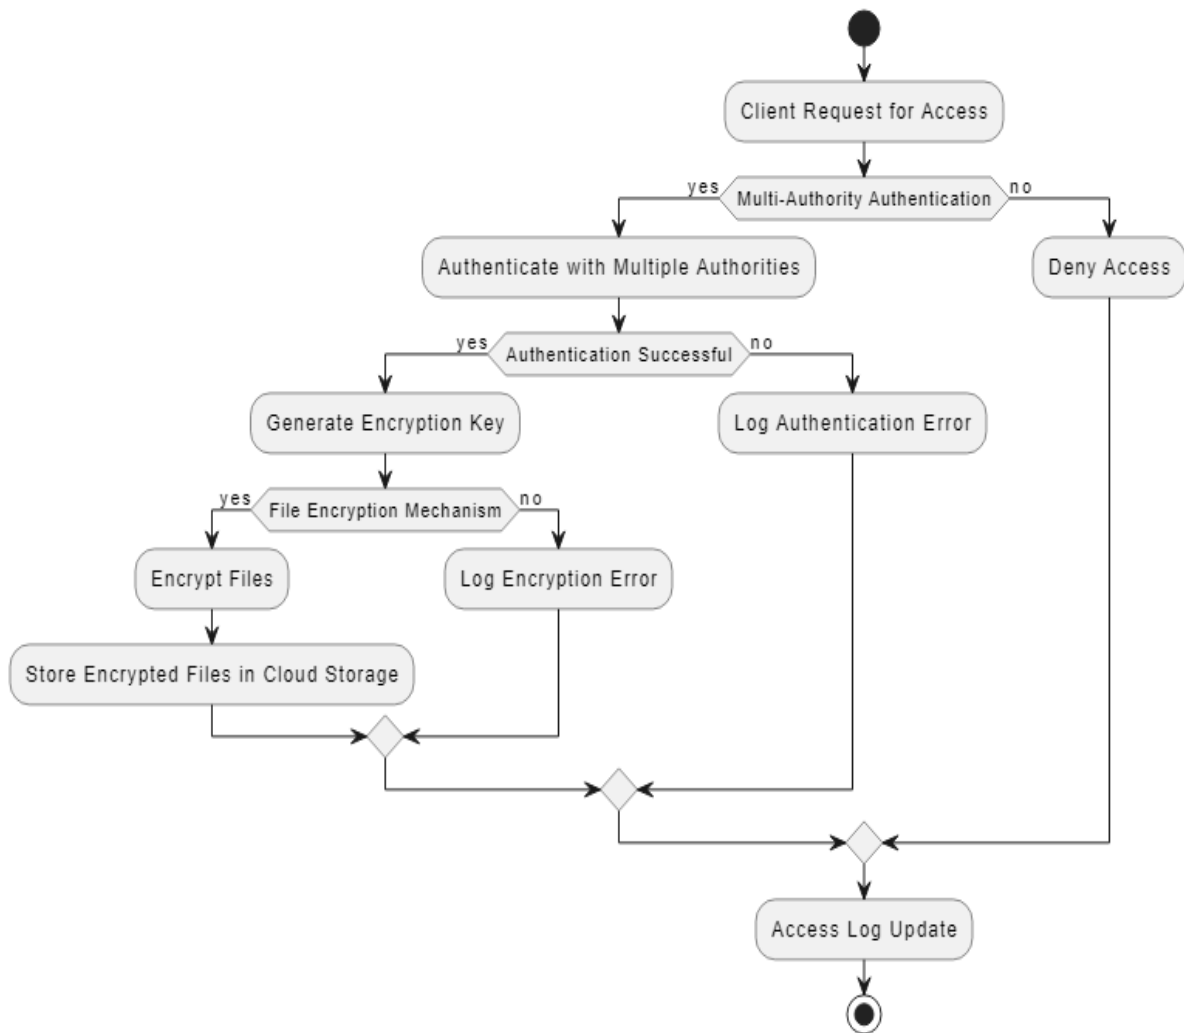 Client Request for Access
yes
Multi-Authority Authentication
no
Authenticate with Multiple Authorities
Deny Access
yes
Authentication Successful
no
Generate Encryption Key
Log Authentication Error
yes
File Encryption Mechanism
no
Encrypt Files
Log Encryption Error
Store Encrypted Files in Cloud Storage
Access Log Update